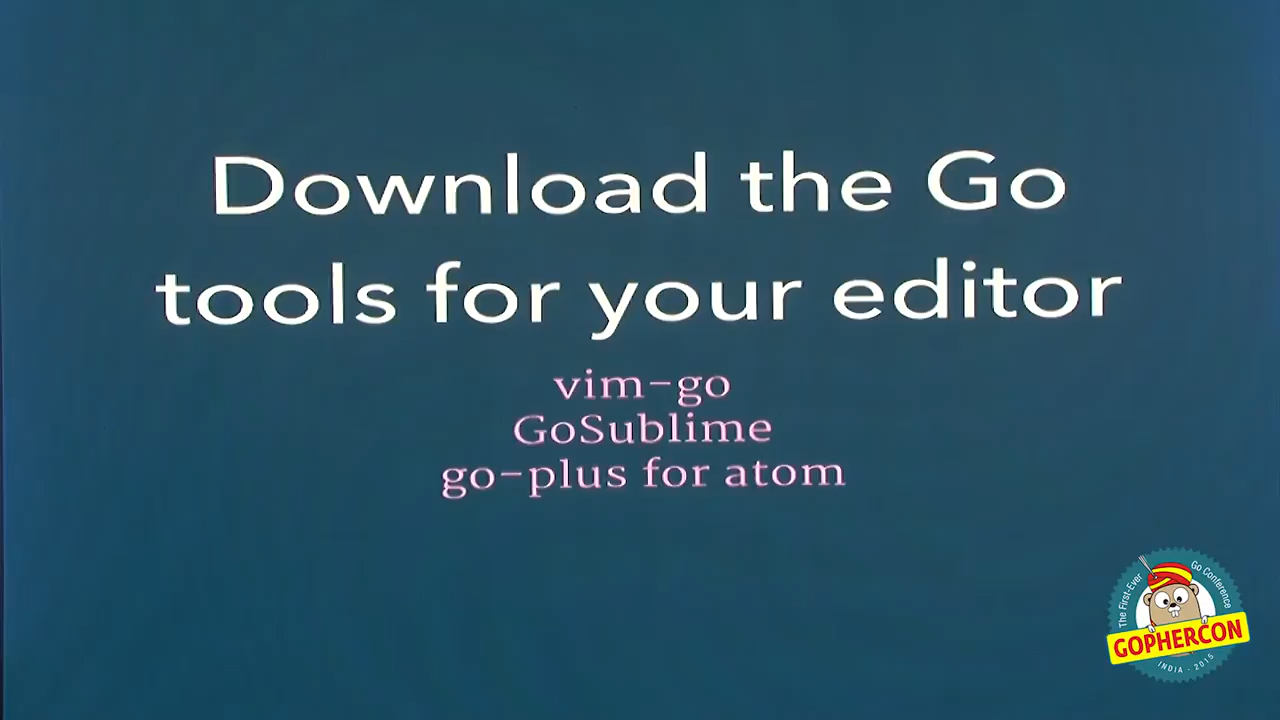 Download the Go
tools for your editor
vim-go
GoSublime
go-plus for atom
The First-Ever
Go Conference
GOPHERCON
INDIA - 2015